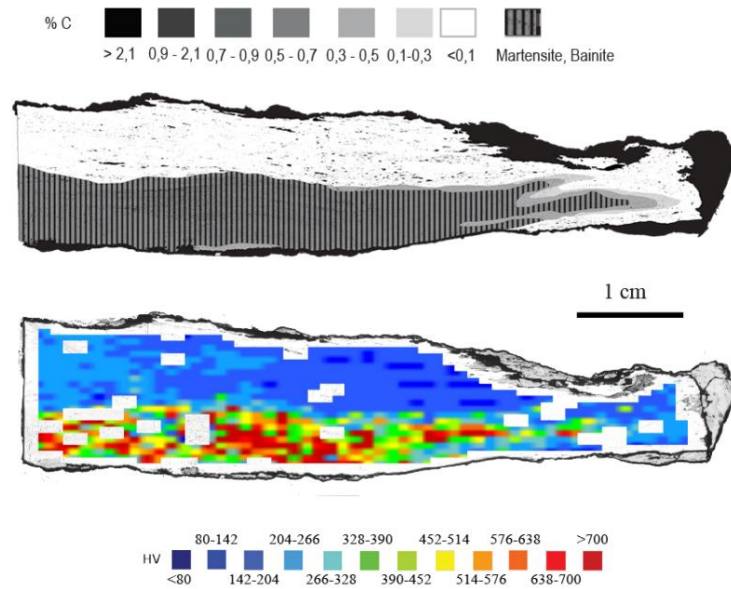 % C
> 2,1 0,9 - 2,1 0,7 - 0,9 0,5 - 0,7 0,3 - 0,5 0,1-0,3 <0,1 Martensite, Bainite
1 cm
80-142 204-266 328-390 452-514 576-638 >700
HV
<80 142-204 266-328 390-452 514-576 638-700